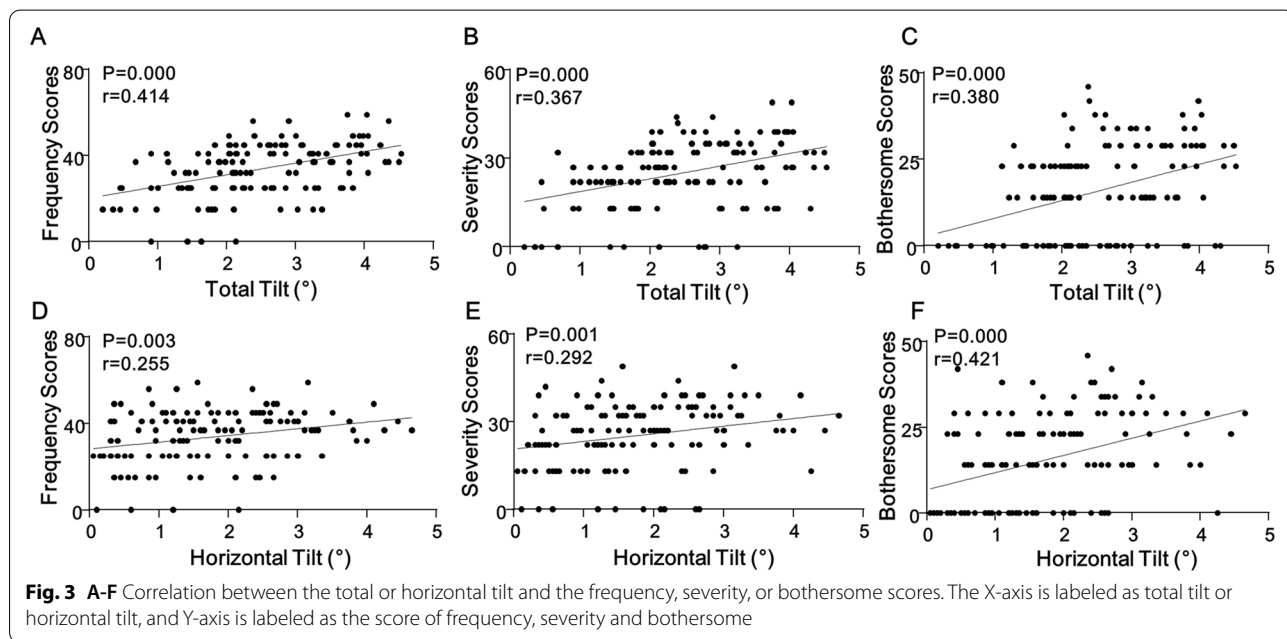 A
P=0.000
r=0.414
Frequency Scores
80
40
0
0 1 2 3 4 5
Total Tilt (°)
B
P=0.000
r=0.367
Severity Scores
60
30
0
0 1 2 3 4 5
Total Tilt (°)
C
P=0.000
r=0.380
Bothersome Scores
50
25
0
0 1 2 3 4 5
Total Tilt (°)
D
P=0.003
r=0.255
Frequency Scores
80
40
0
0 1 2 3 4 5
Horizontal Tilt (°)
E
P=0.001
r=0.292
Severity Scores
60
30
0
0 1 2 3 4 5
Horizontal Tilt (°)
F
P=0.000
r=0.421
Bothersome Scores
50
25
0
0 1 2 3 4 5
Horizontal Tilt (°)
Fig. 3 A-F Correlation between the total or horizontal tilt and the frequency, severity, or bothersome scores. The X-axis is labeled as total tilt or
horizontal tilt, and Y-axis is labeled as the score of frequency, severity and bothersome